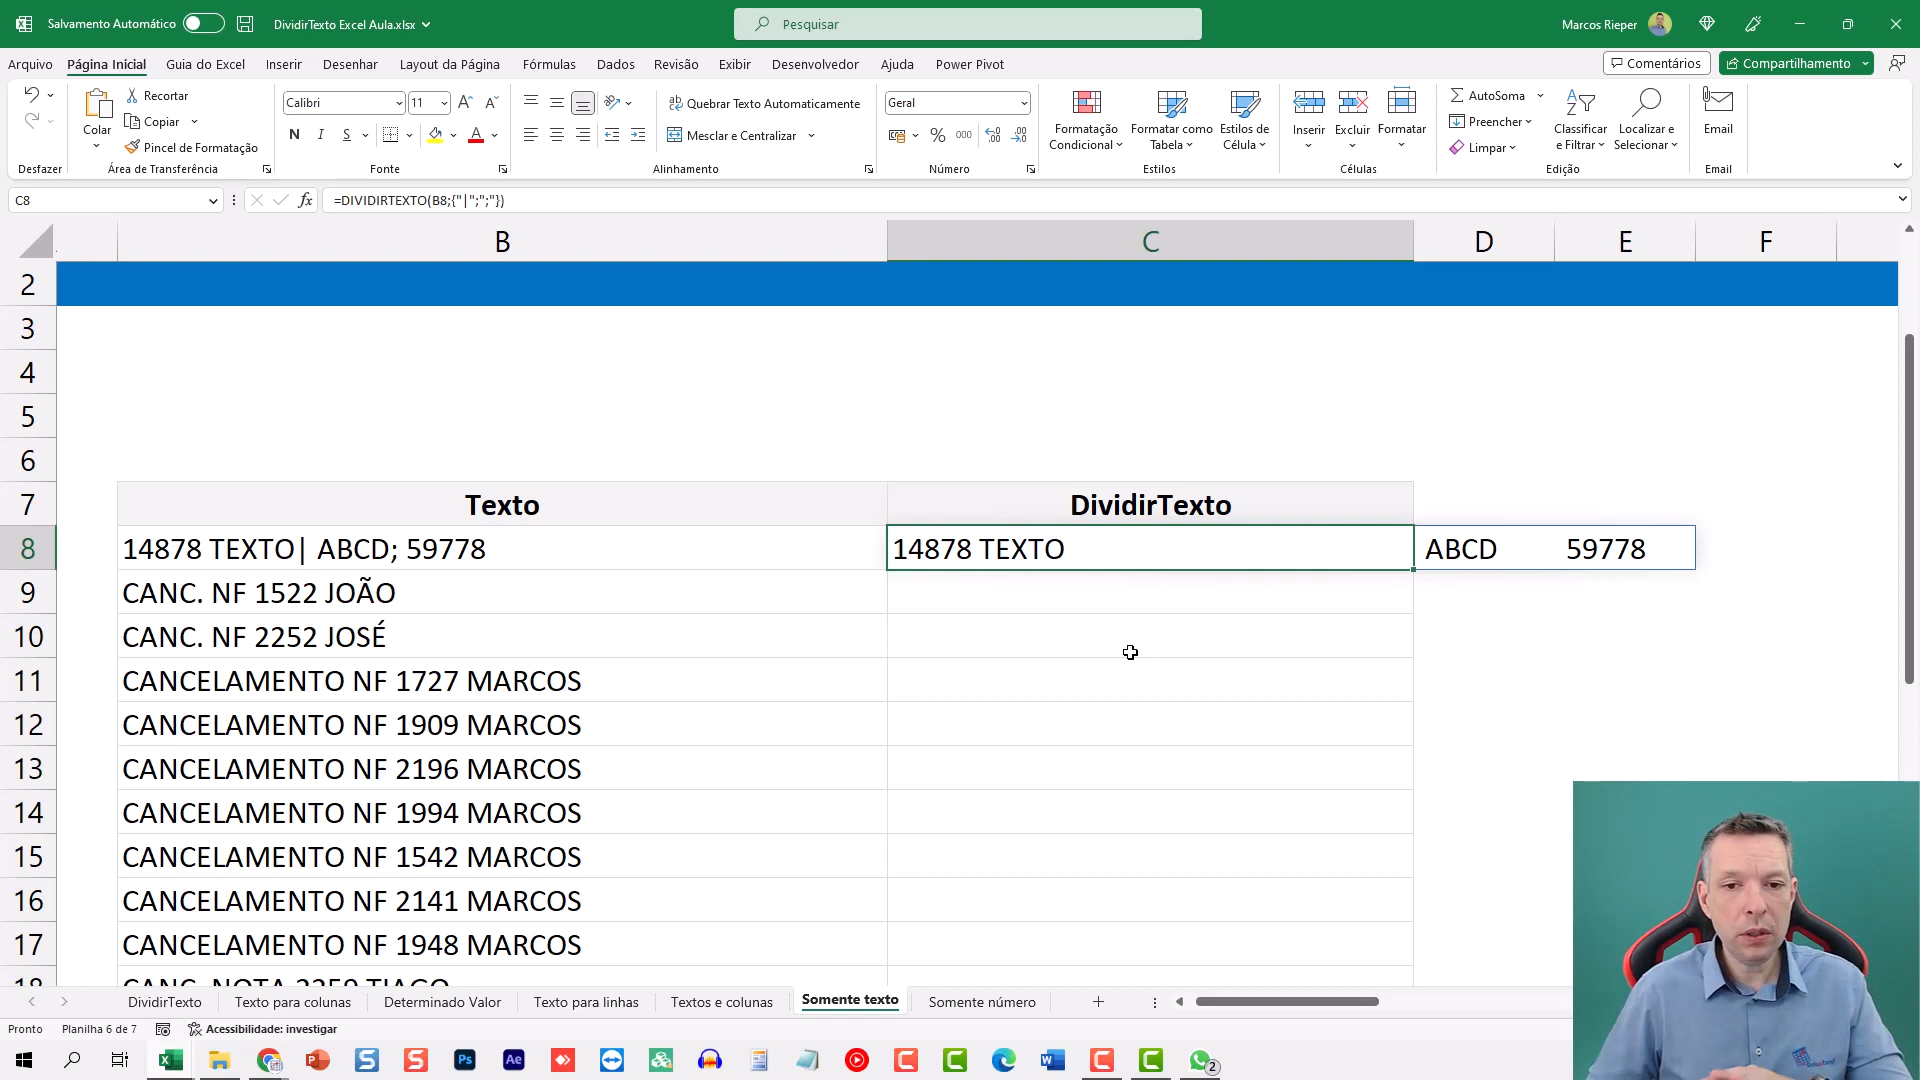 Salvamento Automático
DividirTexto Excel Aula.xlsx
Pesquisar
Marcos Rieper
Arquivo Página Inicial Guia do Excel Inserir Desenhar Layout da Página Fórmulas Dados Revisão Exibir Desenvolvedor Ajuda Power Pivot
Comentários Compartilhamento
Desfazer
Colar
Recortar
Copiar
Pincel de Formatação
Área de Transferência
Calibri 11
N I S
Fonte
Quebrar Texto Automaticamente
Mesclar e Centralizar
Alinhamento
Geral
% 000
Número
Formatação Condicional
Formatar como Tabela
Estilos de Célula
Estilos
Inserir Excluir Formatar
Células
AutoSoma
Preencher
Limpar
Classificar e Filtrar
Localizar e Selecionar
Edição
Email
Email
C8 fx =DIVIDIRTEXTO(B8;{"|";";"})
B C D E F
2
3
4
5
6
7 Texto DividirTexto
8 14878 TEXTO| ABCD; 59778 14878 TEXTO ABCD 59778
9 CANC. NF 1522 JOÃO
10 CANC. NF 2252 JOSÉ
11 CANCELAMENTO NF 1727 MARCOS
12 CANCELAMENTO NF 1909 MARCOS
13 CANCELAMENTO NF 2196 MARCOS
14 CANCELAMENTO NF 1994 MARCOS
15 CANCELAMENTO NF 1542 MARCOS
16 CANCELAMENTO NF 2141 MARCOS
17 CANCELAMENTO NF 1948 MARCOS
18 CANC. NOTA 2259 TIAGO
DividirTexto Texto para colunas Determinado Valor Texto para linhas Textos e colunas Somente texto Somente número
Pronto Planilha 6 de 7 Acessibilidade: investigar
2